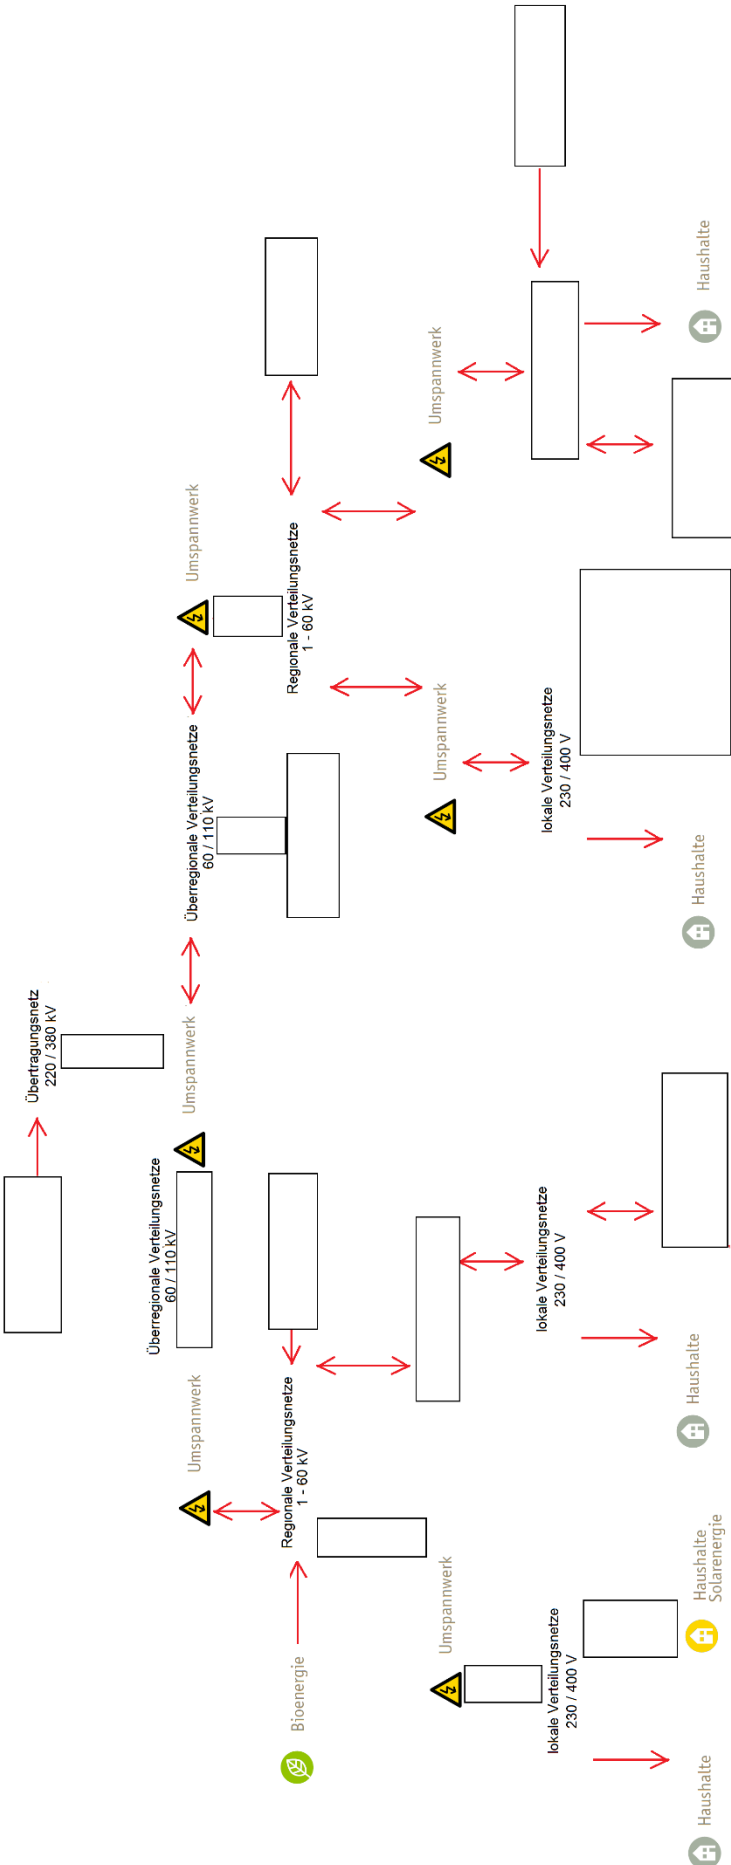 Übertragungsnetz
220 / 380 kV
Überregionale Verteilungsnetze
60 / 110 kV
Umspannwerk
Umspannwerk
Überregionale Verteilungsnetze
60 / 110 kV
Umspannwerk
Bioenergie
Regionale Verteilungsnetze
1 - 60 kV
Regionale Verteilungsnetze
1 - 60 kV
Umspannwerk
Umspannwerk
Umspannwerk
lokale Verteilungsnetze
230 / 400 V
lokale Verteilungsnetze
230 / 400 V
lokale Verteilungsnetze
230 / 400 V
Haushalte
Haushalte
Solarenergie
Haushalte
Haushalte
Haushalte